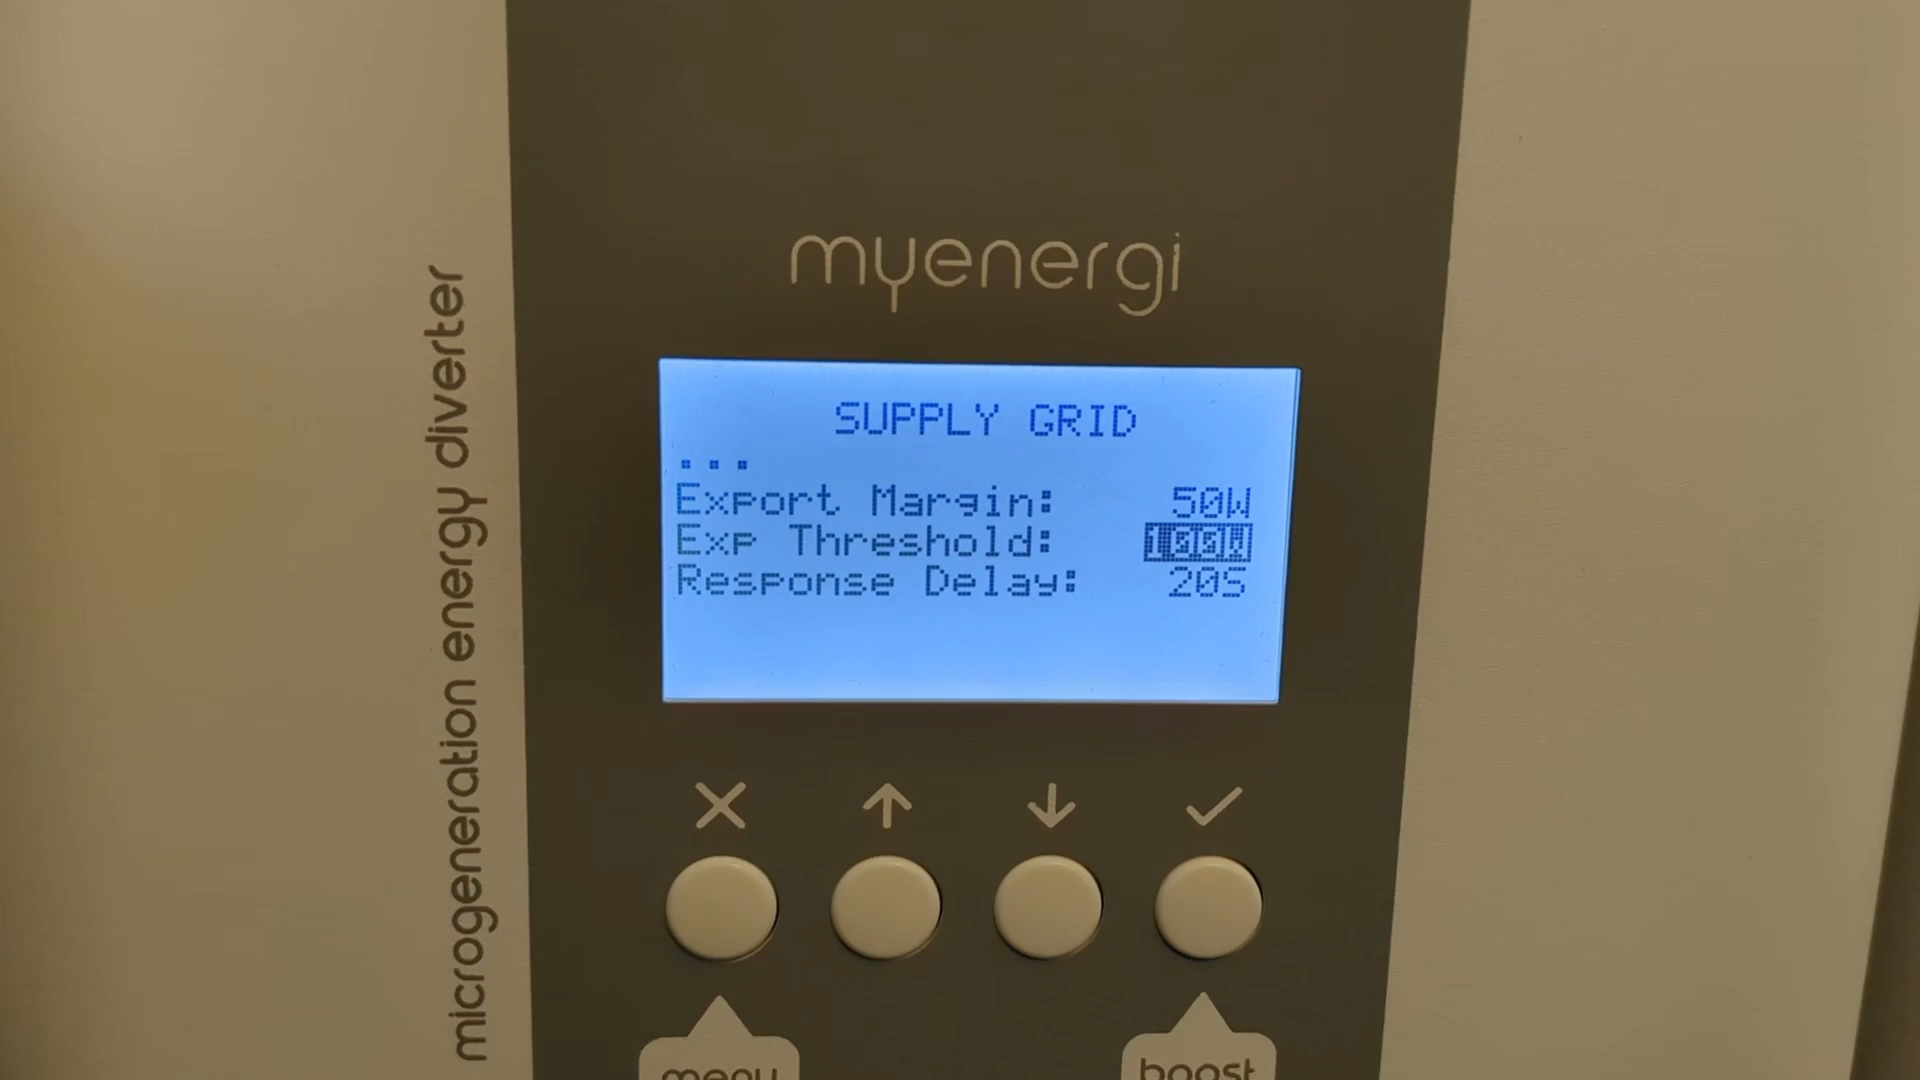 myenergi
microgeneration energy diverter
SUPPLY GRID
...
Export Margin: 50W
Exp Threshold: 100W
Response Delay: 20S
menu
boost